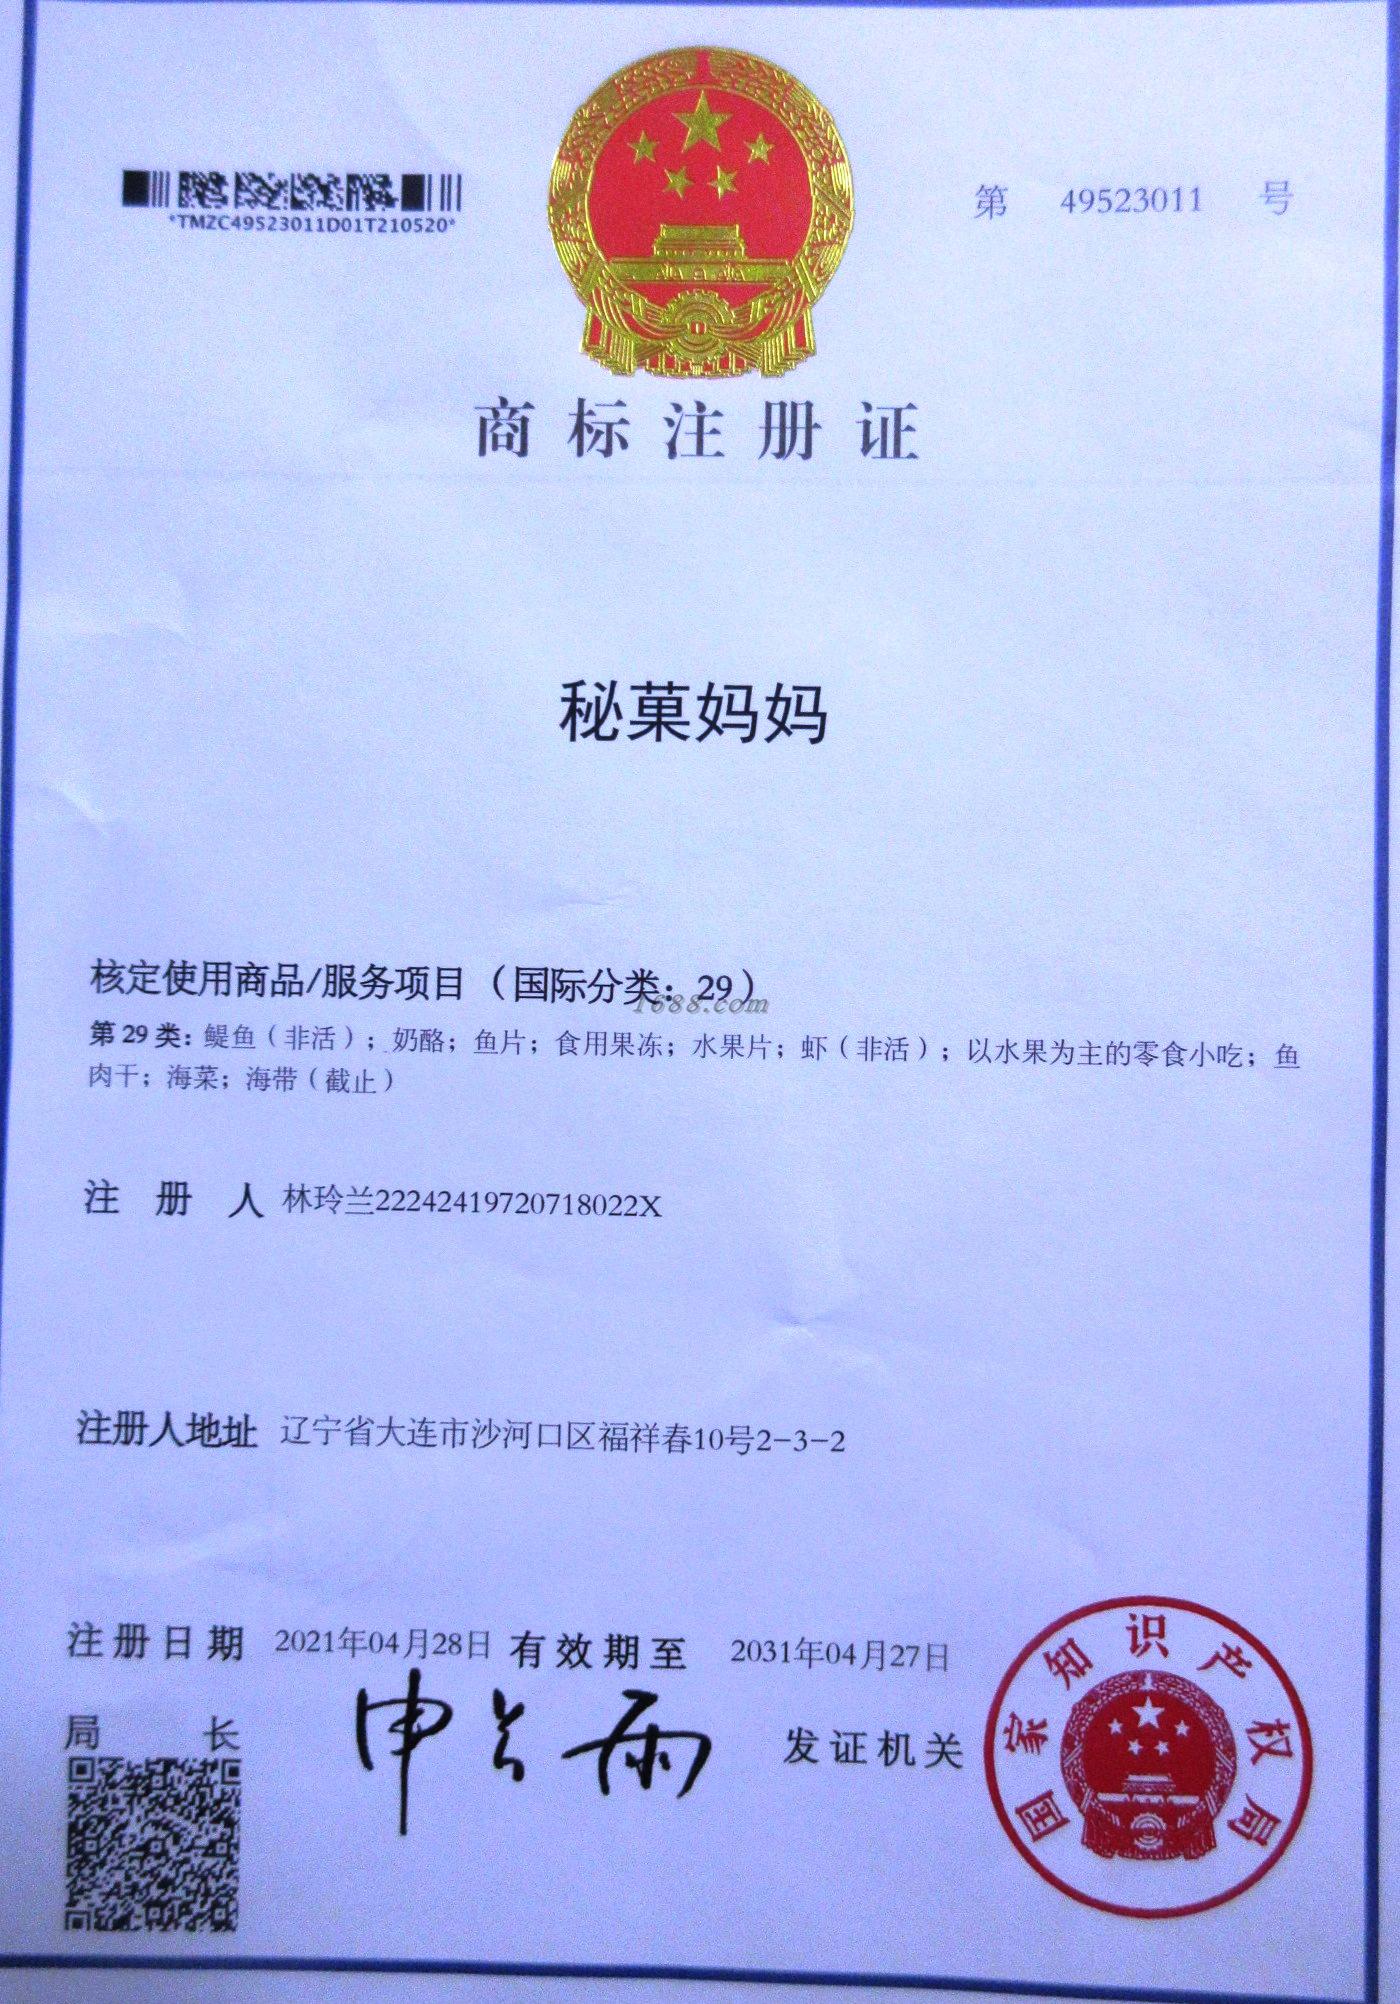 *TMZC49523011D01T210520*
第 49523011 号
商标注册证
秘菓妈妈
核定使用商品/服务项目（国际分类：29）
1688.com
第29类：鳀鱼（非活）；奶酪；鱼片；食用果冻；水果片；虾（非活）；以水果为主的零食小吃；鱼
肉干；海菜；海带（截止）
注册人 林玲兰22242419720718022X
注册人地址 辽宁省大连市沙河口区福祥春10号2-3-2
注册日期 2021年04月28日 有效期至 2031年04月27日
局长 申长雨 发证机关
国家知识产权局